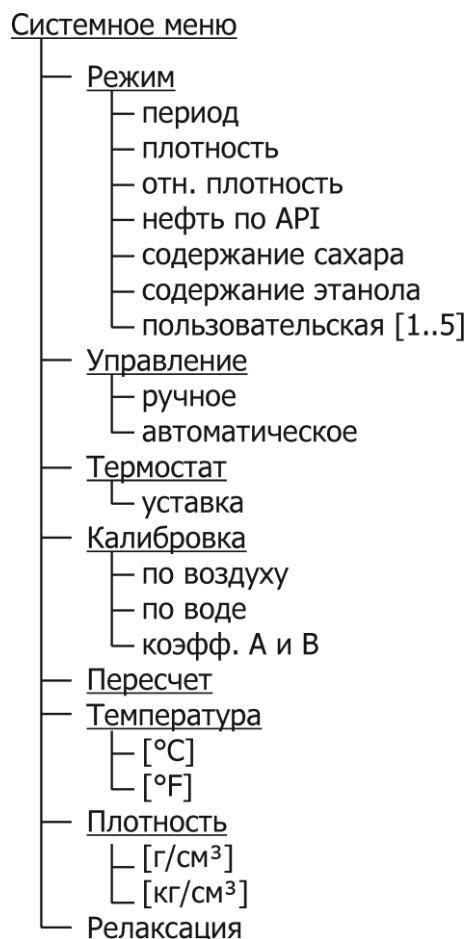 Системное меню
Режим
период
плотность
отн. плотность
нефть по API
содержание сахара
содержание этанола
пользовательская [1..5]
Управление
ручное
автоматическое
Термостат
уставка
Калибровка
по воздуху
по воде
коэфф. А и В
Пересчет
Температура
[°C]
[°F]
Плотность
[г/см³]
[кг/см³]
Релаксация